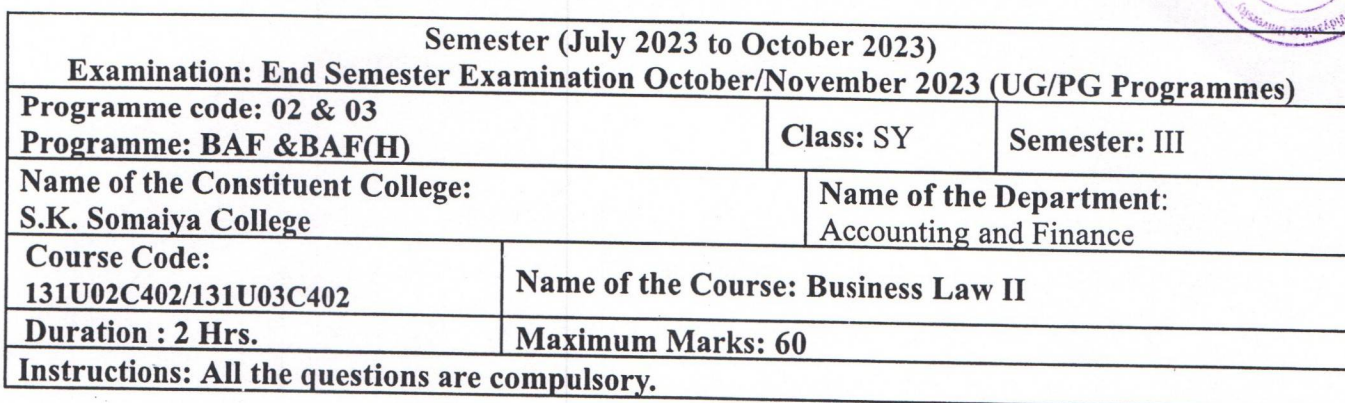 Semester (July 2023 to October 2023)
Examination: End Semester Examination October/November 2023 (UG/PG Programmes)
Programme code: 02 & 03
Programme: BAF &BAF(H)
Class: SY
Semester: III
Name of the Constituent College:
S.K. Somaiya College
Name of the Department:
Accounting and Finance
Course Code:
131U02C402/131U03C402
Name of the Course: Business Law II
Duration : 2 Hrs.
Maximum Marks: 60
Instructions: All the questions are compulsory.